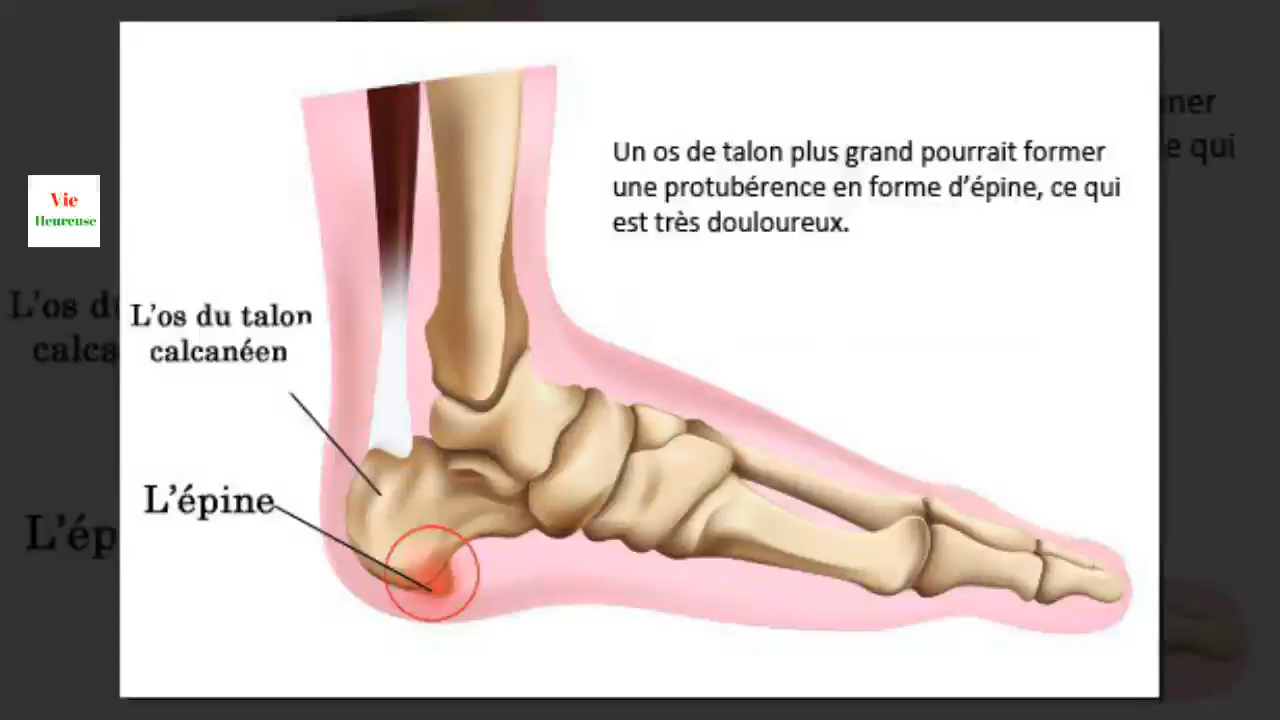 Vie
Heureuse
Un os de talon plus grand pourrait former
une protubérence en forme d'épine, ce qui
est très douloureux.
L'os du talon
calcanéen
L'épine